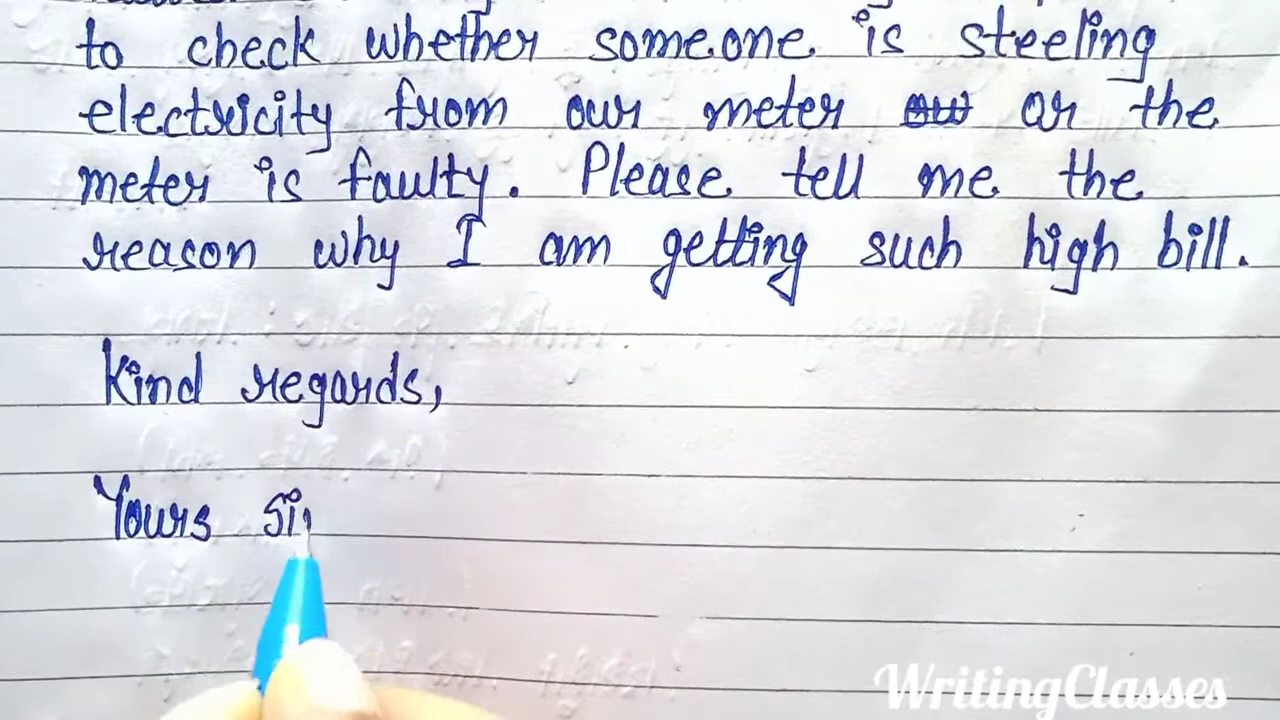 to check whether someone is steeling
electricity from our meter or the
meter is faulty. Please tell me the
reason why I am getting such high bill.
Kind regards,
Yours Sin
WritingClasses